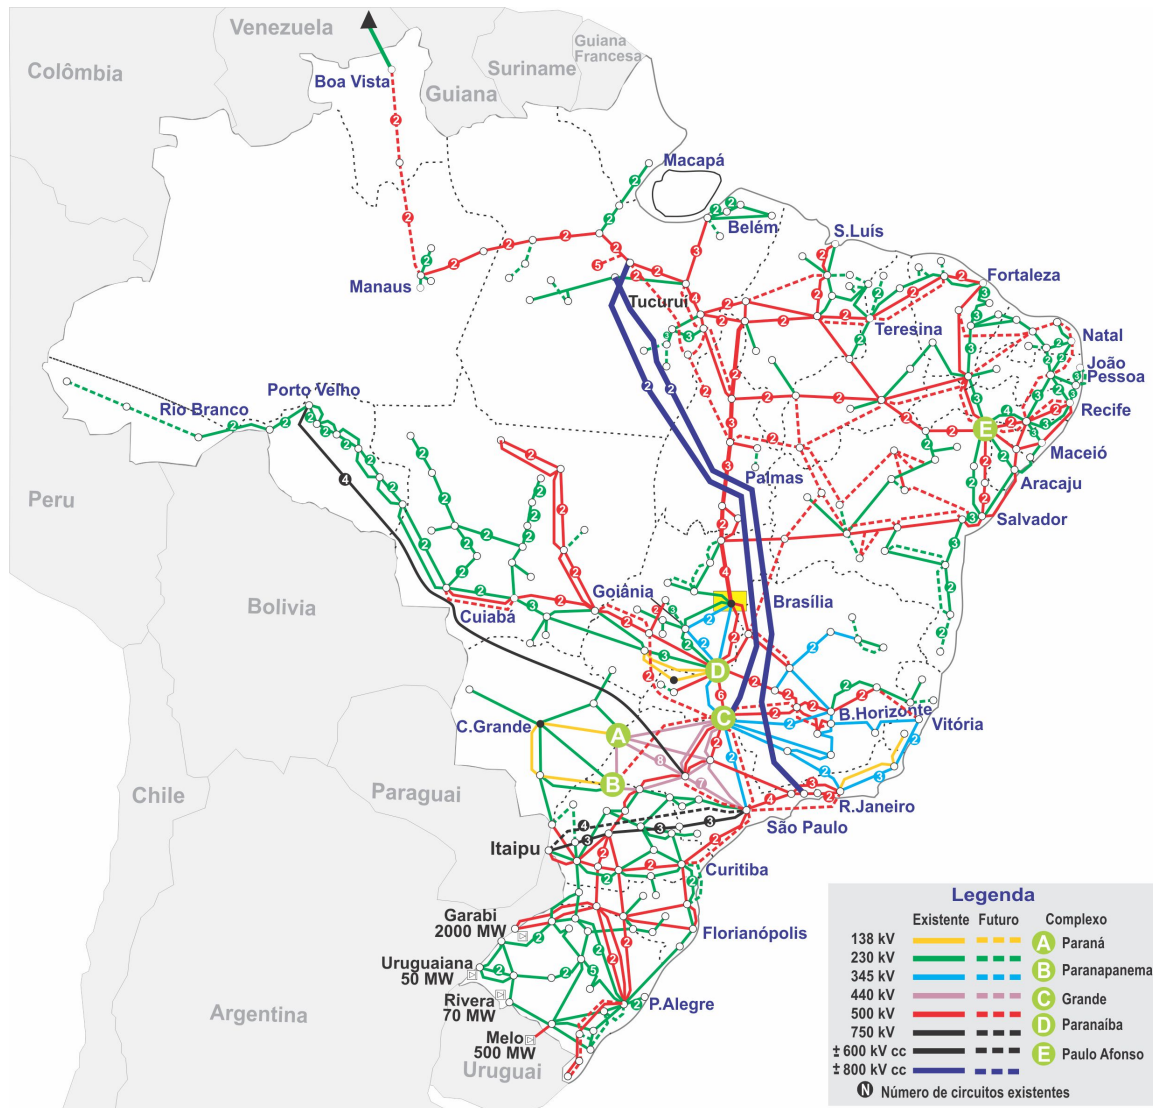 Venezuela
Colômbia
Guiana
Francesa
Suriname
Boa Vista
Guiana
Macapá
Belém
S.Luís
Manaus
Fortaleza
Tucuruí
Teresina
Natal
João
Pessoa
Porto Velho
Rio Branco
Recife
E
Maceió
Palmas
Aracaju
Peru
Salvador
Goiânia
Brasília
Bolivia
Cuiabá
D
C.Grande
C
B.Horizonte
Vitória
A
B
Chile
Paraguai
R.Janeiro
São Paulo
Itaipu
Curitiba
Garabi
2000 MW
Florianópolis
Uruguaiana
50 MW
Rivera
70 MW
P.Alegre
Argentina
Melo
500 MW
Uruguai
Legenda
Existente Futuro Complexo
138 kV A Paraná
230 kV
345 kV B Paranapanema
440 kV C Grande
500 kV
750 kV D Paranaíba
± 600 kV cc E Paulo Afonso
± 800 kV cc
N Número de circuitos existentes